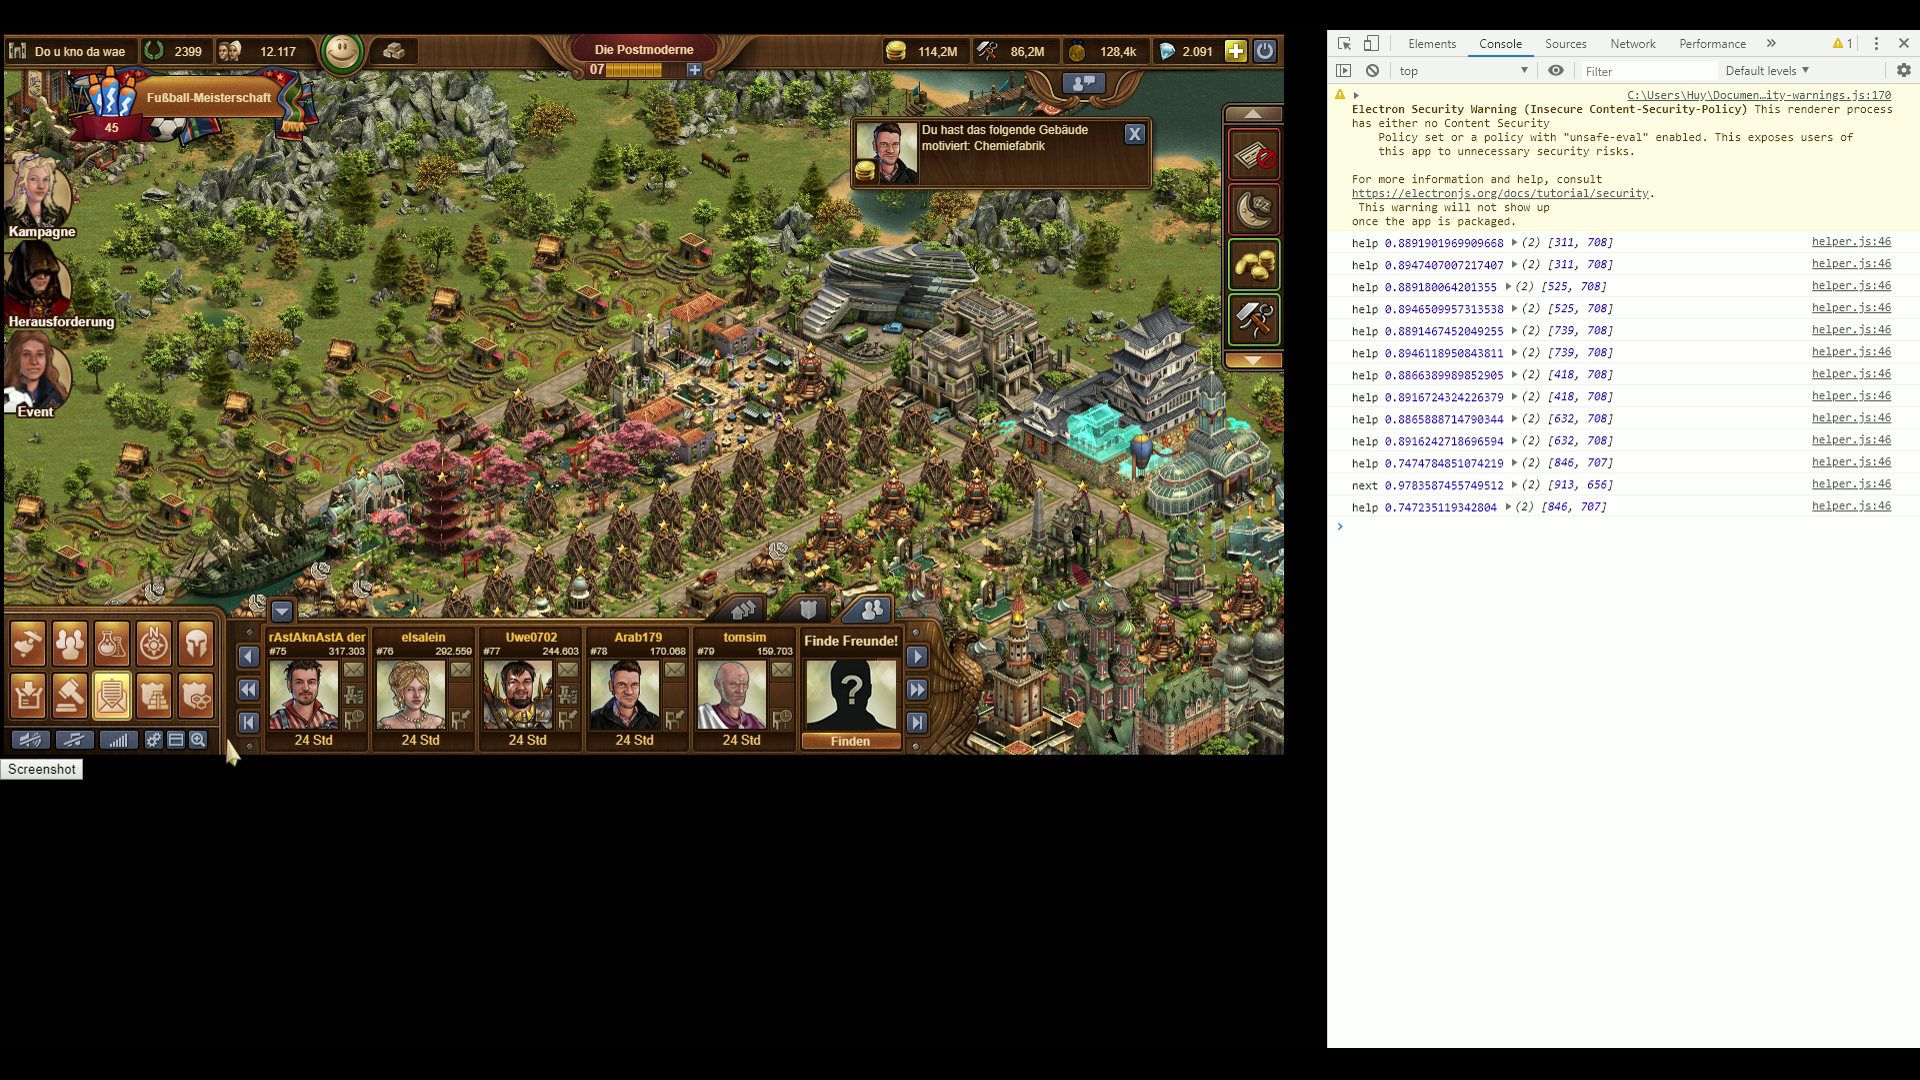 Do u kno da wae
2399
12.117
Die Postmoderne
07
114,2M
86,2M
128,4k
2.091
Fußball-Meisterschaft
45
Du hast das folgende Gebäude
motiviert: Chemiefabrik
X
Kampagne
Herausforderung
Event
N
rAstAknAstA der
#75 317.303
24 Std
elsalein
#76 292.559
24 Std
Uwe0702
#77 244.603
24 Std
Arab179
#78 170.068
24 Std
tomsim
#79 159.703
24 Std
Finde Freunde!
?
Finden
Screenshot
Elements Console Sources Network Performance » 1
top Filter Default levels
C:\Users\Huy\Documen…ity-warnings.js:170
Electron Security Warning (Insecure Content-Security-Policy) This renderer process
has either no Content Security
Policy set or a policy with "unsafe-eval" enabled. This exposes users of
this app to unnecessary security risks.
For more information and help, consult
https://electronjs.org/docs/tutorial/security.
This warning will not show up
once the app is packaged.
help 0.8891901969909668 (2) [311, 708] helper.js:46
help 0.8947407007217407 (2) [311, 708] helper.js:46
help 0.889180064201355 (2) [525, 708] helper.js:46
help 0.8946509957313538 (2) [525, 708] helper.js:46
help 0.8891467452049255 (2) [739, 708] helper.js:46
help 0.8946118950843811 (2) [739, 708] helper.js:46
help 0.8866389989852905 (2) [418, 708] helper.js:46
help 0.8916724324226379 (2) [418, 708] helper.js:46
help 0.8865888714790344 (2) [632, 708] helper.js:46
help 0.8916242718696594 (2) [632, 708] helper.js:46
help 0.7474784851074219 (2) [846, 707] helper.js:46
next 0.9783587455749512 (2) [913, 656] helper.js:46
help 0.747235119342804 (2) [846, 707] helper.js:46